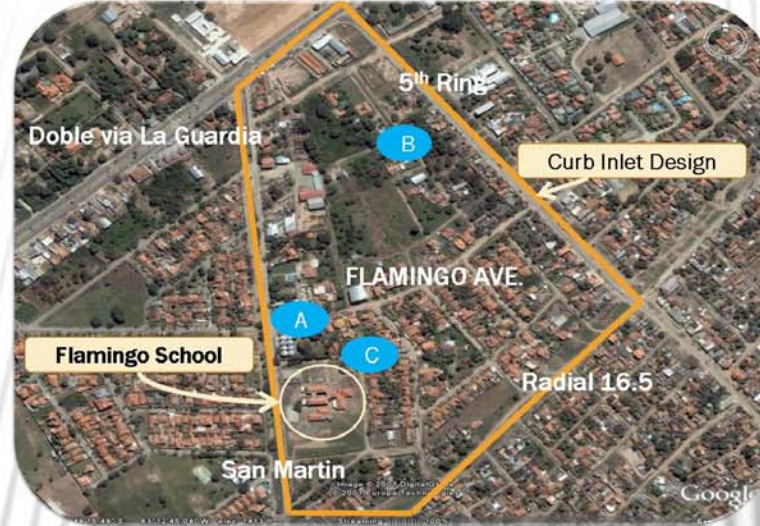 5th Ring
Doble via La Guardia
B
Curb Inlet Design
FLAMINGO AVE.
A
Flamingo School
C
Radial 16.5
San Martin
Google